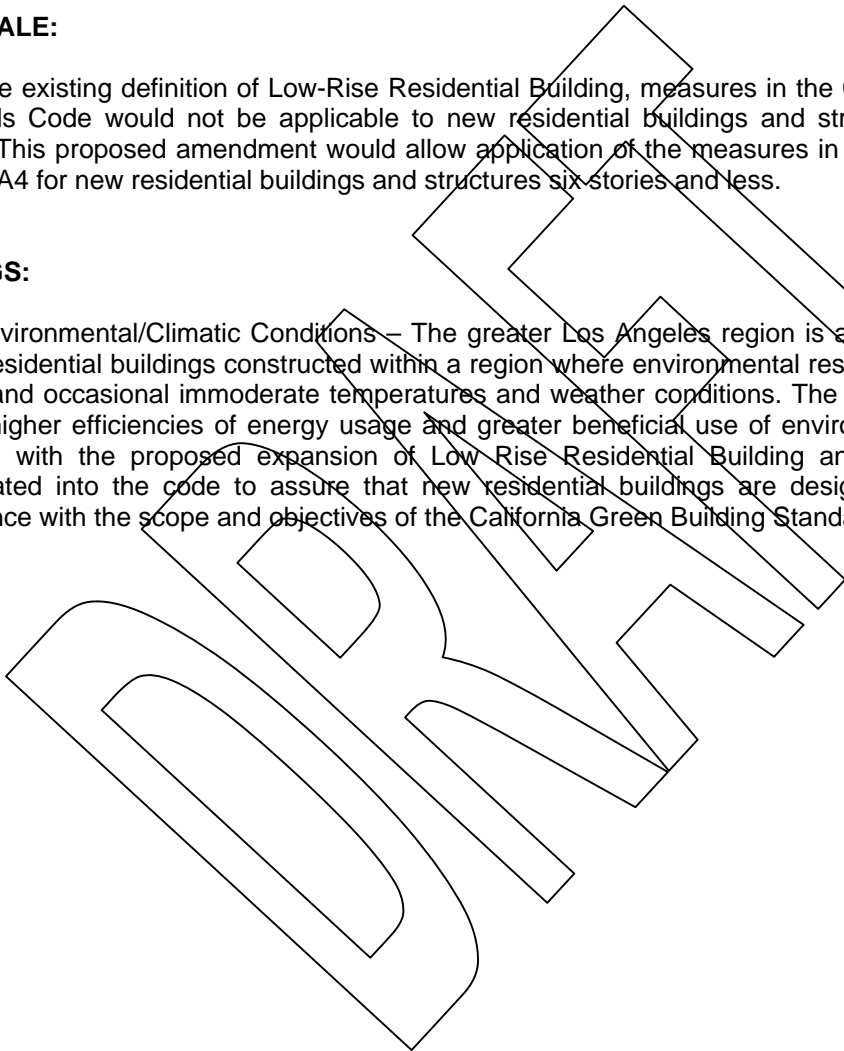 ALE:
e existing definition of Low-Rise Residential Building, measures in the
ls Code would not be applicable to new residential buildings and str
This proposed amendment would allow application of the measures in
A4 for new residential buildings and structures six stories and less.
GS:
vironmental/Climatic Conditions – The greater Los Angeles region is a
esidential buildings constructed within a region where environmental res
and occasional immoderate temperatures and weather conditions. The
higher efficiencies of energy usage and greater beneficial use of enviro
with the proposed expansion of Low Rise Residential Building an
ated into the code to assure that new residential buildings are desig
nce with the scope and objectives of the California Green Building Standa
DRAFT